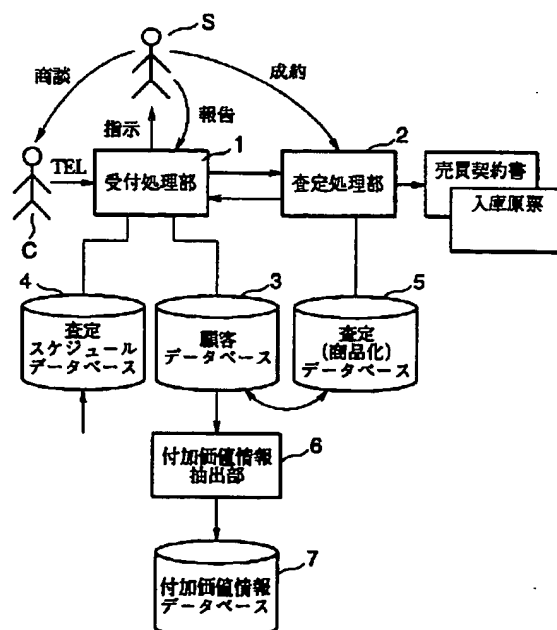 S
商談
成約
指示
報告
1
2
TEL
受付処理部
査定処理部
売買契約書
入庫原票
C
4
3
5
査定
スケジュール
データベース
顧客
データベース
査定
(商品化)
データベース
付加価値情報
抽出部
6
付加価値情報
データベース
7